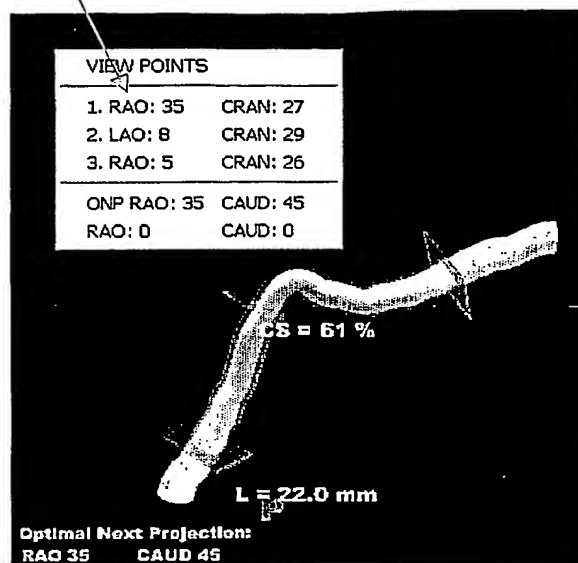 VIEW POINTS
1. RAO: 35 CRAN: 27
2. LAO: 8 CRAN: 29
3. RAO: 5 CRAN: 26
ONP RAO: 35 CAUD: 45
RAO: 0 CAUD: 0
CS = 61 %
L = 22.0 mm
Optimal Next Projection:
RAO 35 CAUD 45